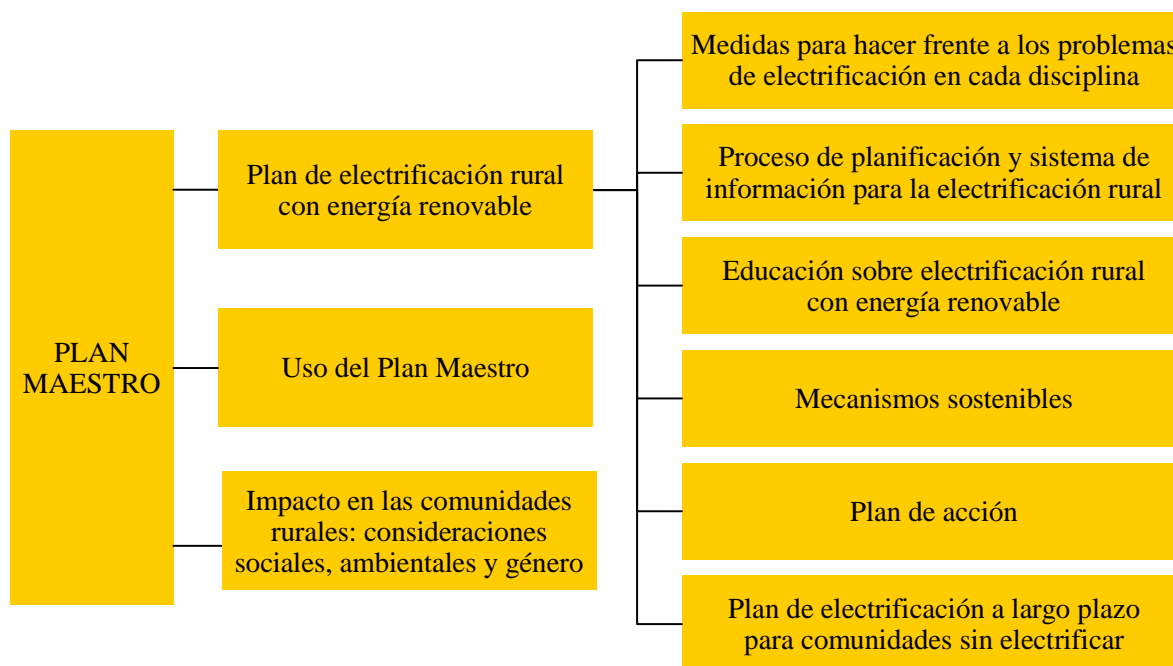 PLAN
MAESTRO
Plan de electrificación rural
con energía renovable
Uso del Plan Maestro
Impacto en las comunidades
rurales: consideraciones
sociales, ambientales y género
Medidas para hacer frente a los problemas
de electrificación en cada disciplina
Proceso de planificación y sistema de
información para la electrificación rural
Educación sobre electrificación rural
con energía renovable
Mecanismos sostenibles
Plan de acción
Plan de electrificación a largo plazo
para comunidades sin electrificar